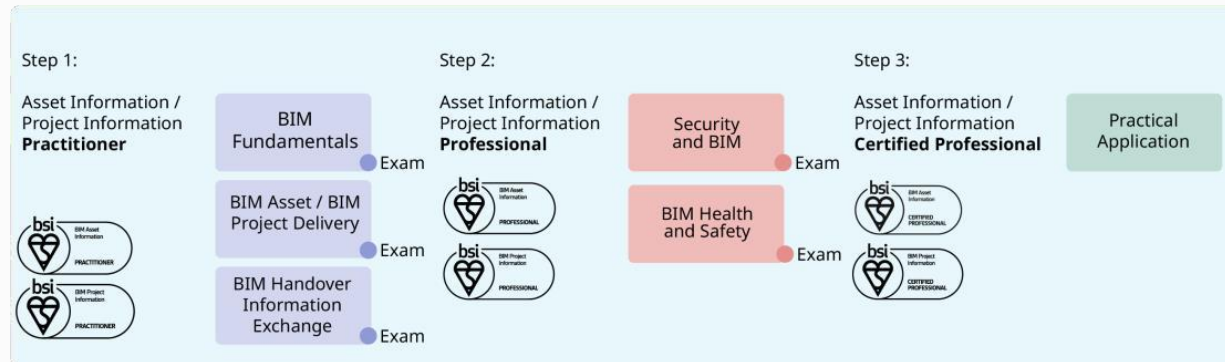 Step 1:
Asset Information /
Project Information
Practitioner
bsi
BIM Asset
Information
PRACTITIONER
bsi
BIM Project
Information
PRACTITIONER
BIM
Fundamentals
Exam
BIM Asset / BIM
Project Delivery
Exam
BIM Handover
Information
Exchange
Exam
Step 2:
Asset Information /
Project Information
Professional
bsi
BIM Asset
Information
PROFESSIONAL
bsi
BIM Project
Information
PROFESSIONAL
Security
and BIM
Exam
BIM Health
and Safety
Exam
Step 3:
Asset Information /
Project Information
Certified Professional
bsi
BIM Asset
Information
CERTIFIED
PROFESSIONAL
bsi
BIM Project
Information
CERTIFIED
PROFESSIONAL
Practical
Application